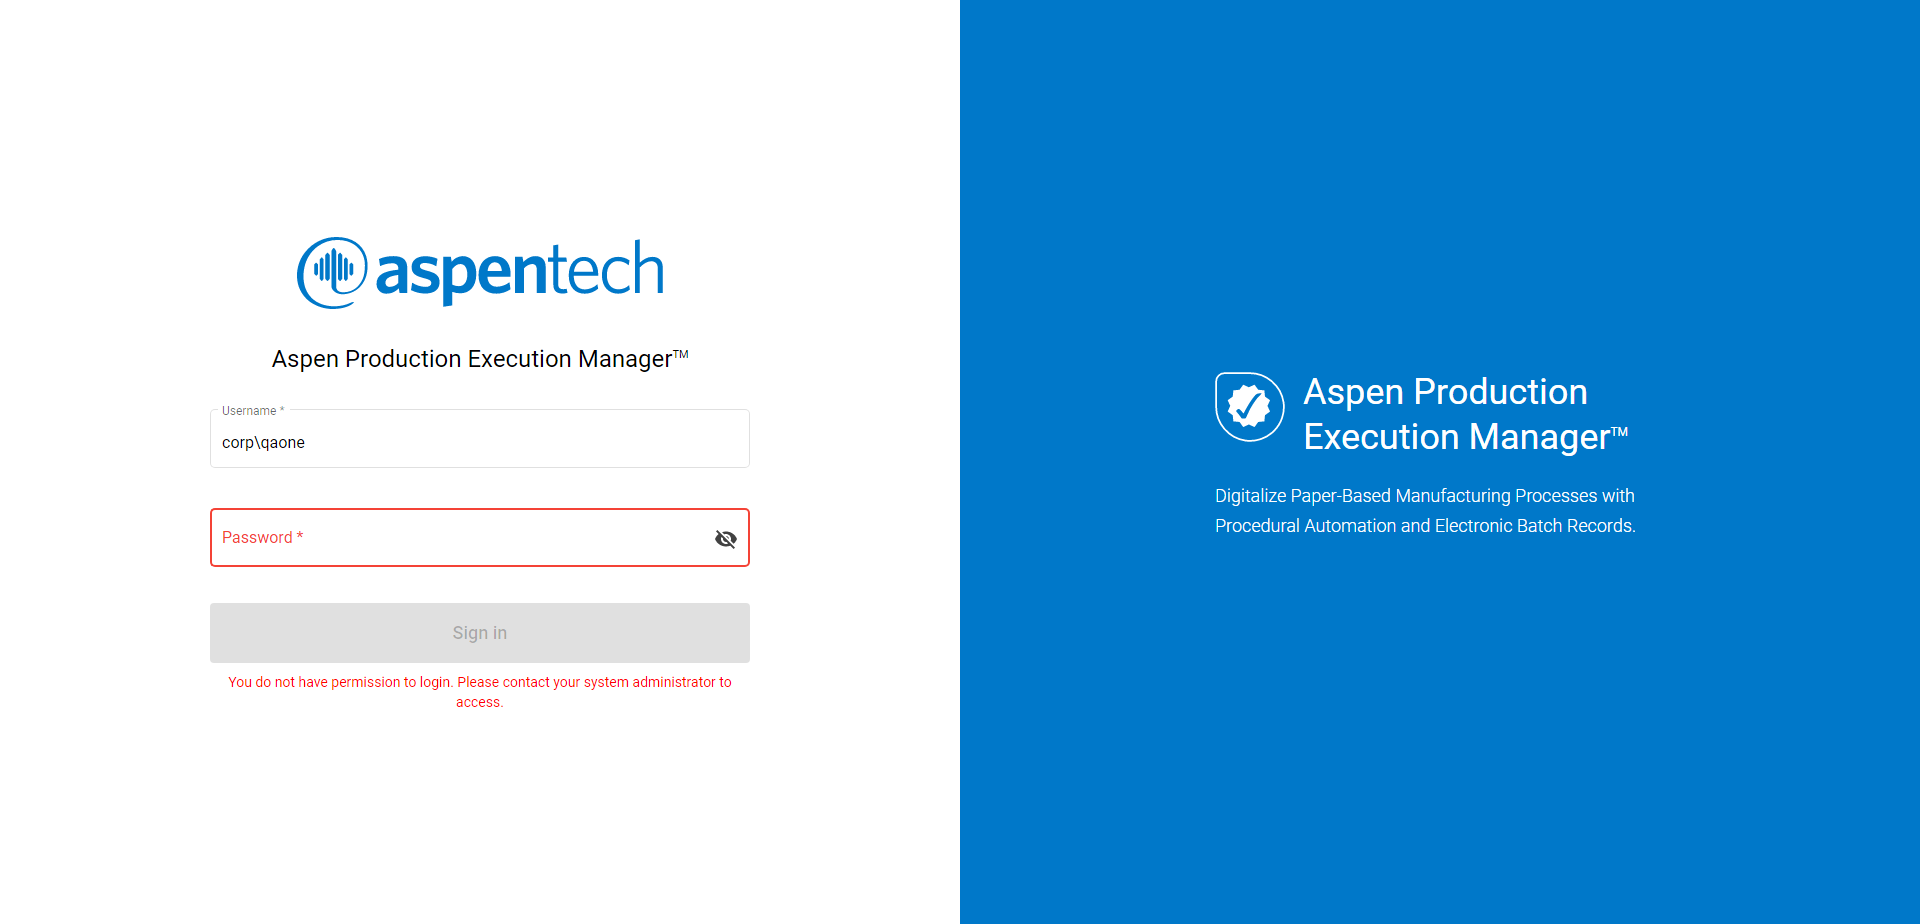 aspentech
Aspen Production Execution Manager™
Username *
corp\qaone
Password *
Sign in
You do not have permission to login. Please contact your system administrator to
access.
Aspen Production
Execution Manager™
Digitalize Paper-Based Manufacturing Processes with
Procedural Automation and Electronic Batch Records.